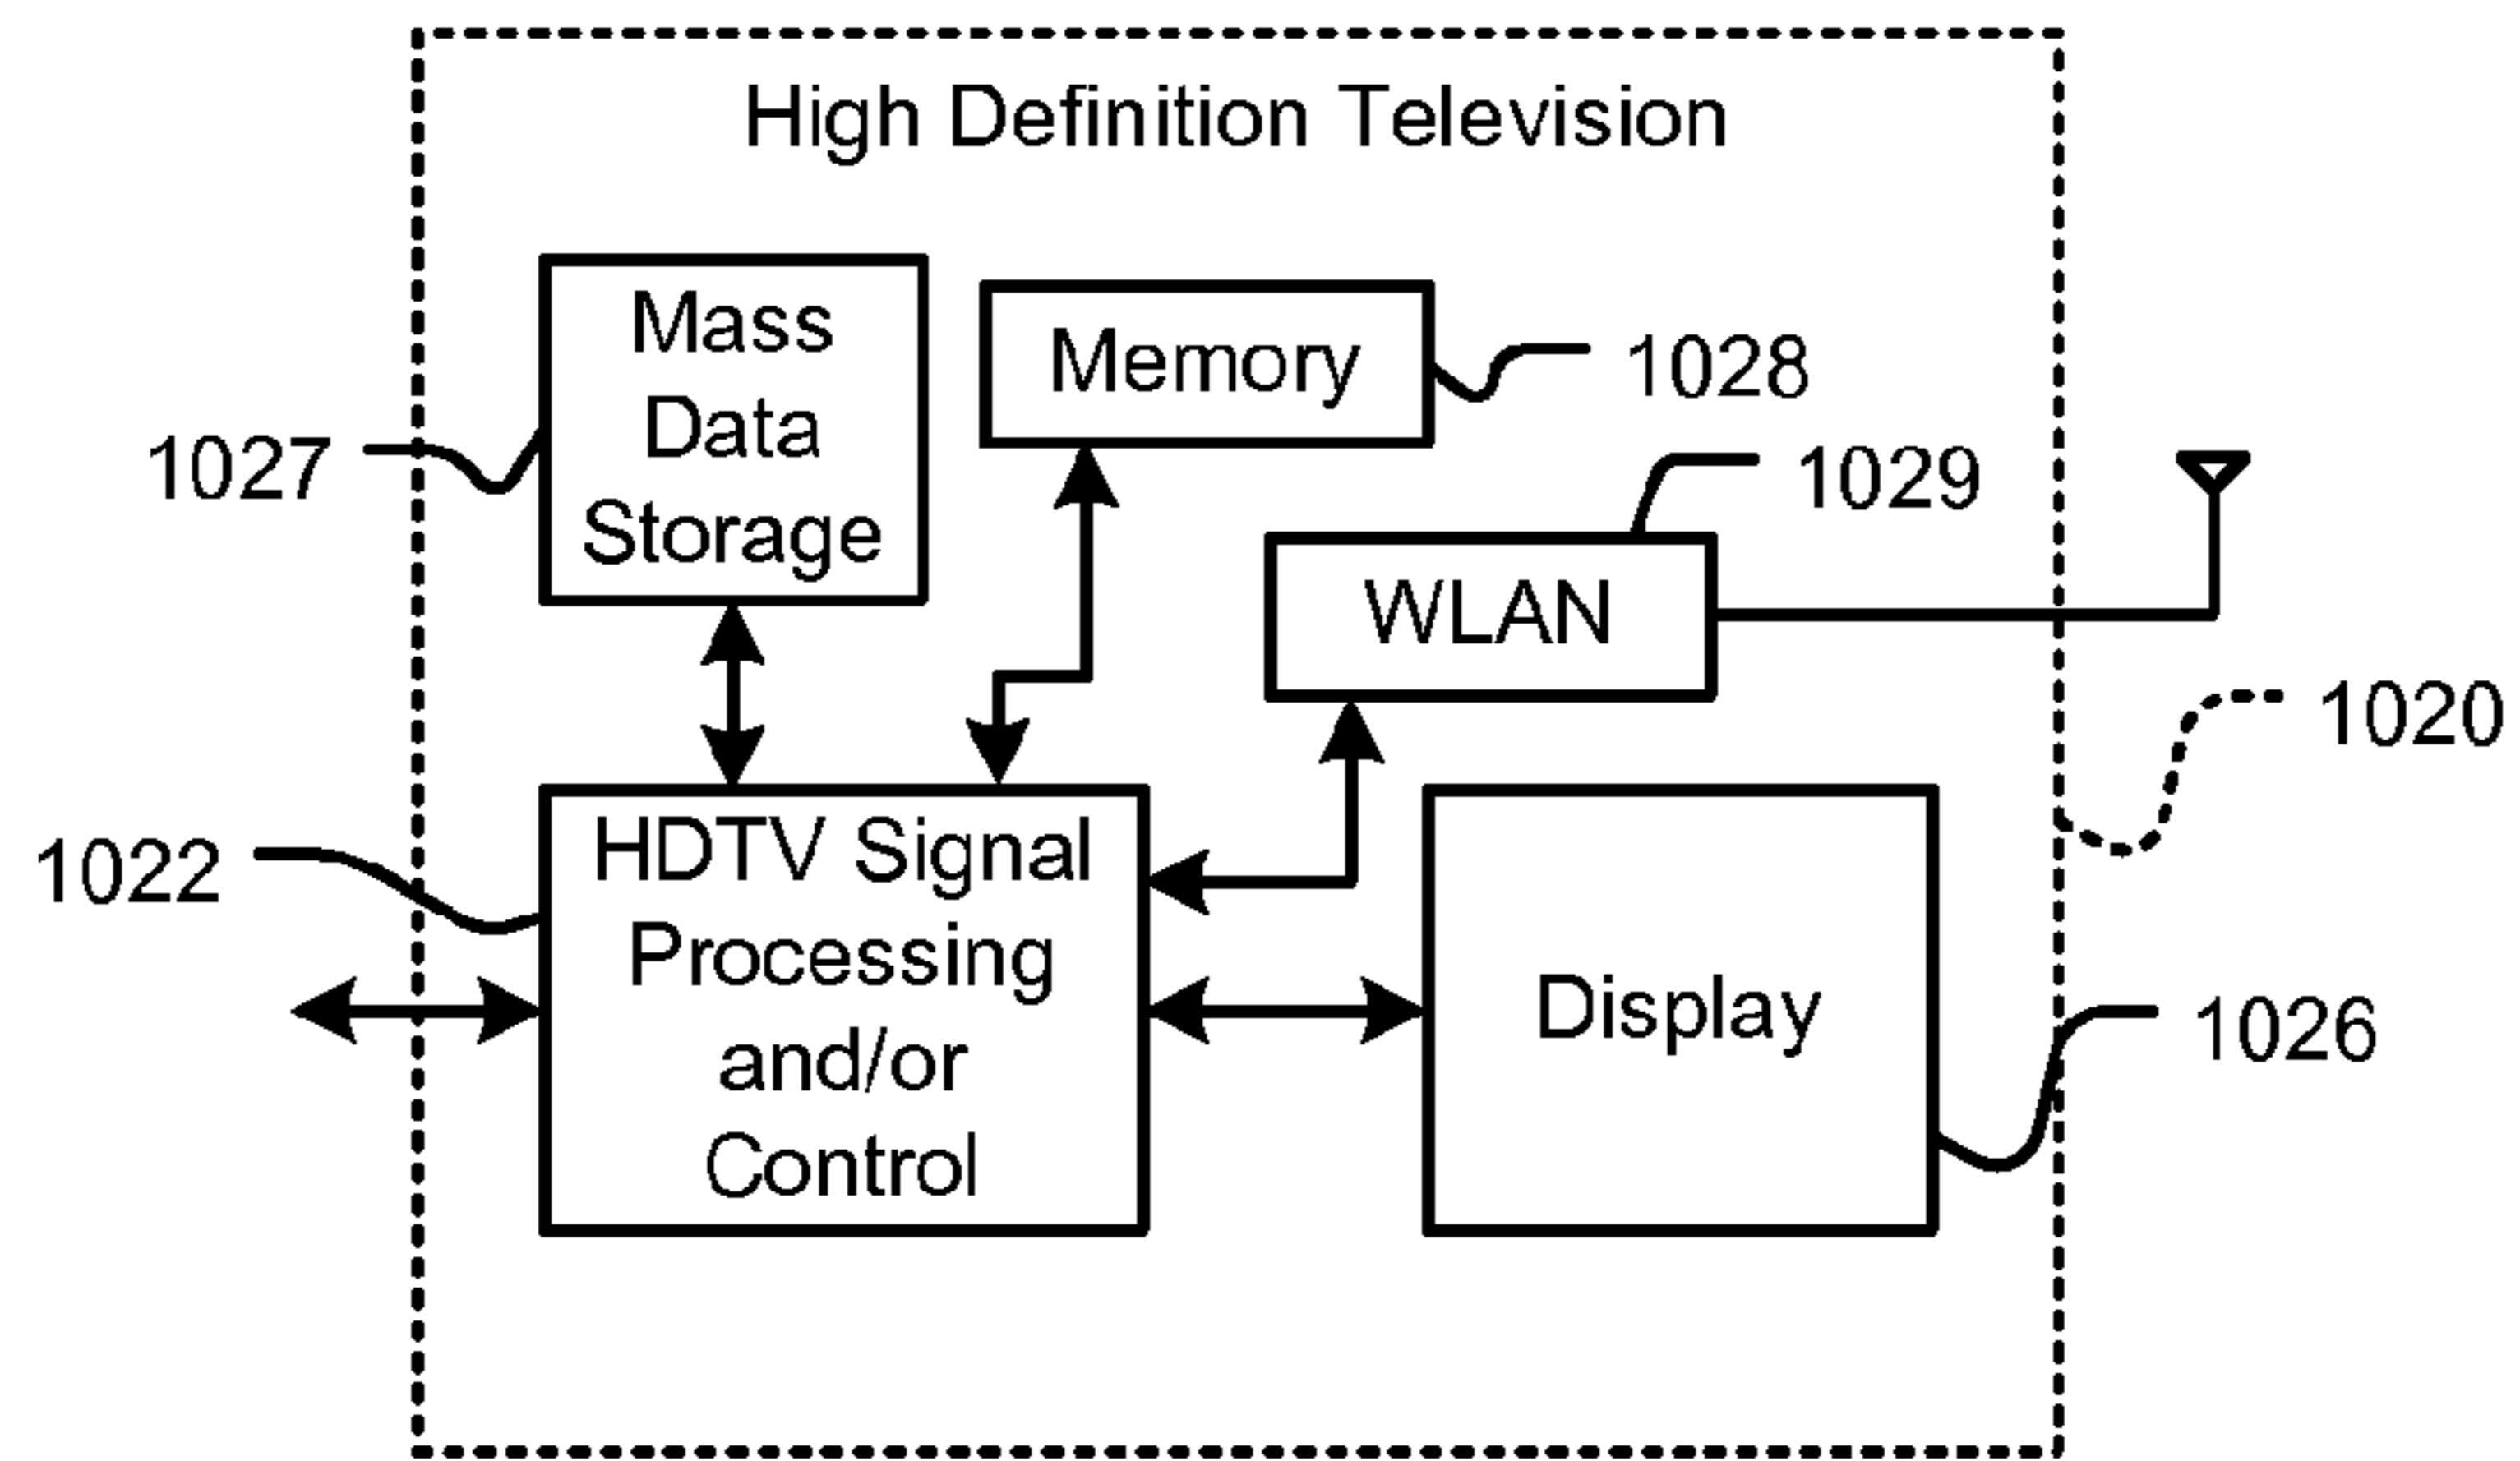 High Definition Television
Mass
Data
Storage
Memory
1028
1027
1029
WLAN
1020
1022
HDTV Signal
Processing
and/or
Control
Display
1026